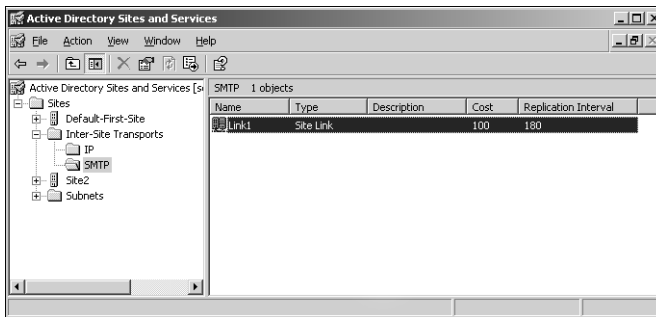 Active Directory Sites and Services
File Action View Window Help
Active Directory Sites and Services [s
SMTP 1 objects
Sites
Default-First-Site
Inter-Site Transports
IP
SMTP
Site2
Subnets
Name Type Description Cost Replication Interval
Link1 Site Link 100 180